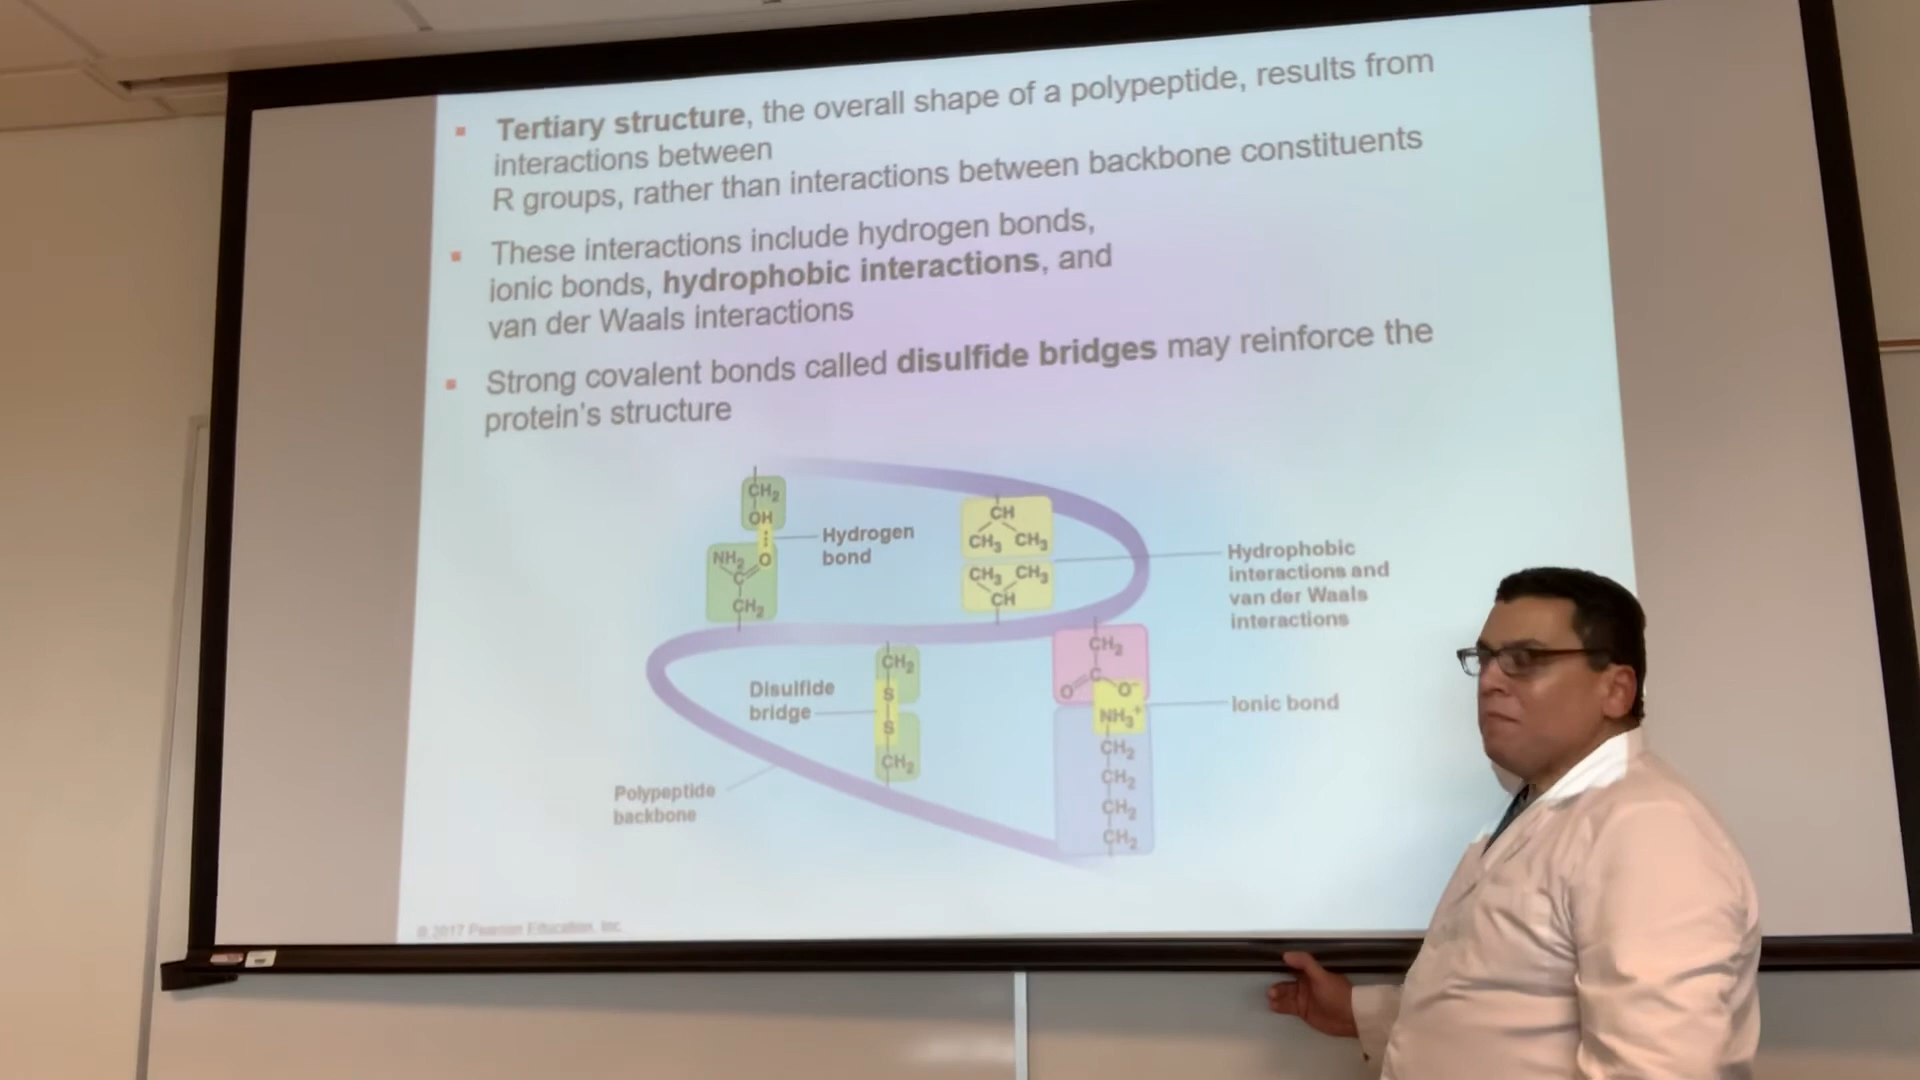 ▪ Tertiary structure, the overall shape of a polypeptide, results from
interactions between
R groups, rather than interactions between backbone constituents
▪ These interactions include hydrogen bonds,
ionic bonds, hydrophobic interactions, and
van der Waals interactions
▪ Strong covalent bonds called disulfide bridges may reinforce the
protein's structure
CH₂
OH
NH₂ O
C
CH₂
Hydrogen
bond
CH
CH₃ CH₃
CH₃ CH₃
CH
Hydrophobic
interactions and
van der Waals
interactions
CH₂
S
S
CH₂
Disulfide
bridge
CH₂
C
O O⁻
NH₃⁺
CH₂
CH₂
CH₂
CH₂
Ionic bond
Polypeptide
backbone
© 2017 Pearson Education, Inc.